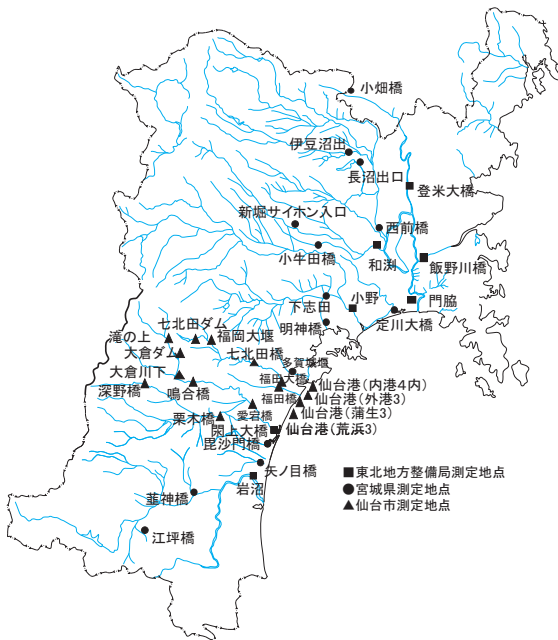 小畑橋
伊豆沼出
長沼出口
登米大橋
新堀サイホン入口
西前橋
小牛田橋
和渕
飯野川橋
下志田
小野
門脇
明神橋
定川大橋
七北田ダム
滝の上
福岡大堰
大倉ダム
七北田橋
多賀城堰
大倉川下
福田大橋
仙台港(内港4内)
深野橋
鳴合橋
福田橋
仙台港(外港3)
愛宕橋
仙台港(蒲生3)
栗木橋
閖上大橋
仙台港(荒浜3)
毘沙門橋
矢ノ目橋
岩沼
韮神橋
江坪橋
■東北地方整備局測定地点
●宮城県測定地点
▲仙台市測定地点